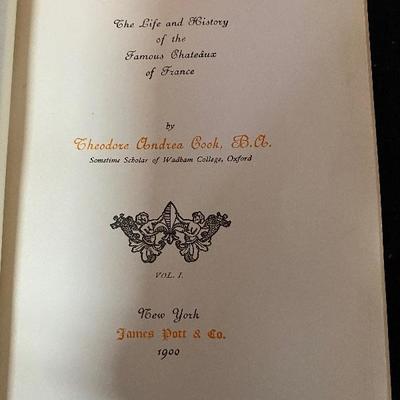 The Life and History
of the
Famous Chateâux
of France
by
Theodore Andrea Cook, B.A.
Sometime Scholar of Wadham College, Oxford
VOL. I.
New York
James Pott & Co.
1900